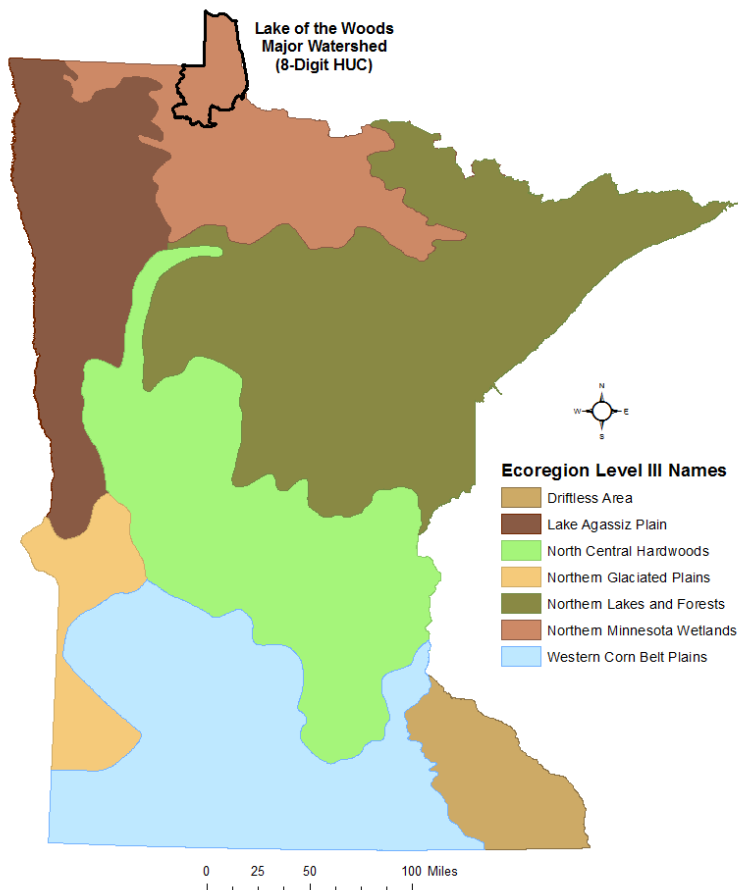 Lake of the Woods
Major Watershed
(8-Digit HUC)
N
W E
S
Ecoregion Level III Names
Driftless Area
Lake Agassiz Plain
North Central Hardwoods
Northern Glaciated Plains
Northern Lakes and Forests
Northern Minnesota Wetlands
Western Corn Belt Plains
0 25 50 100 Miles